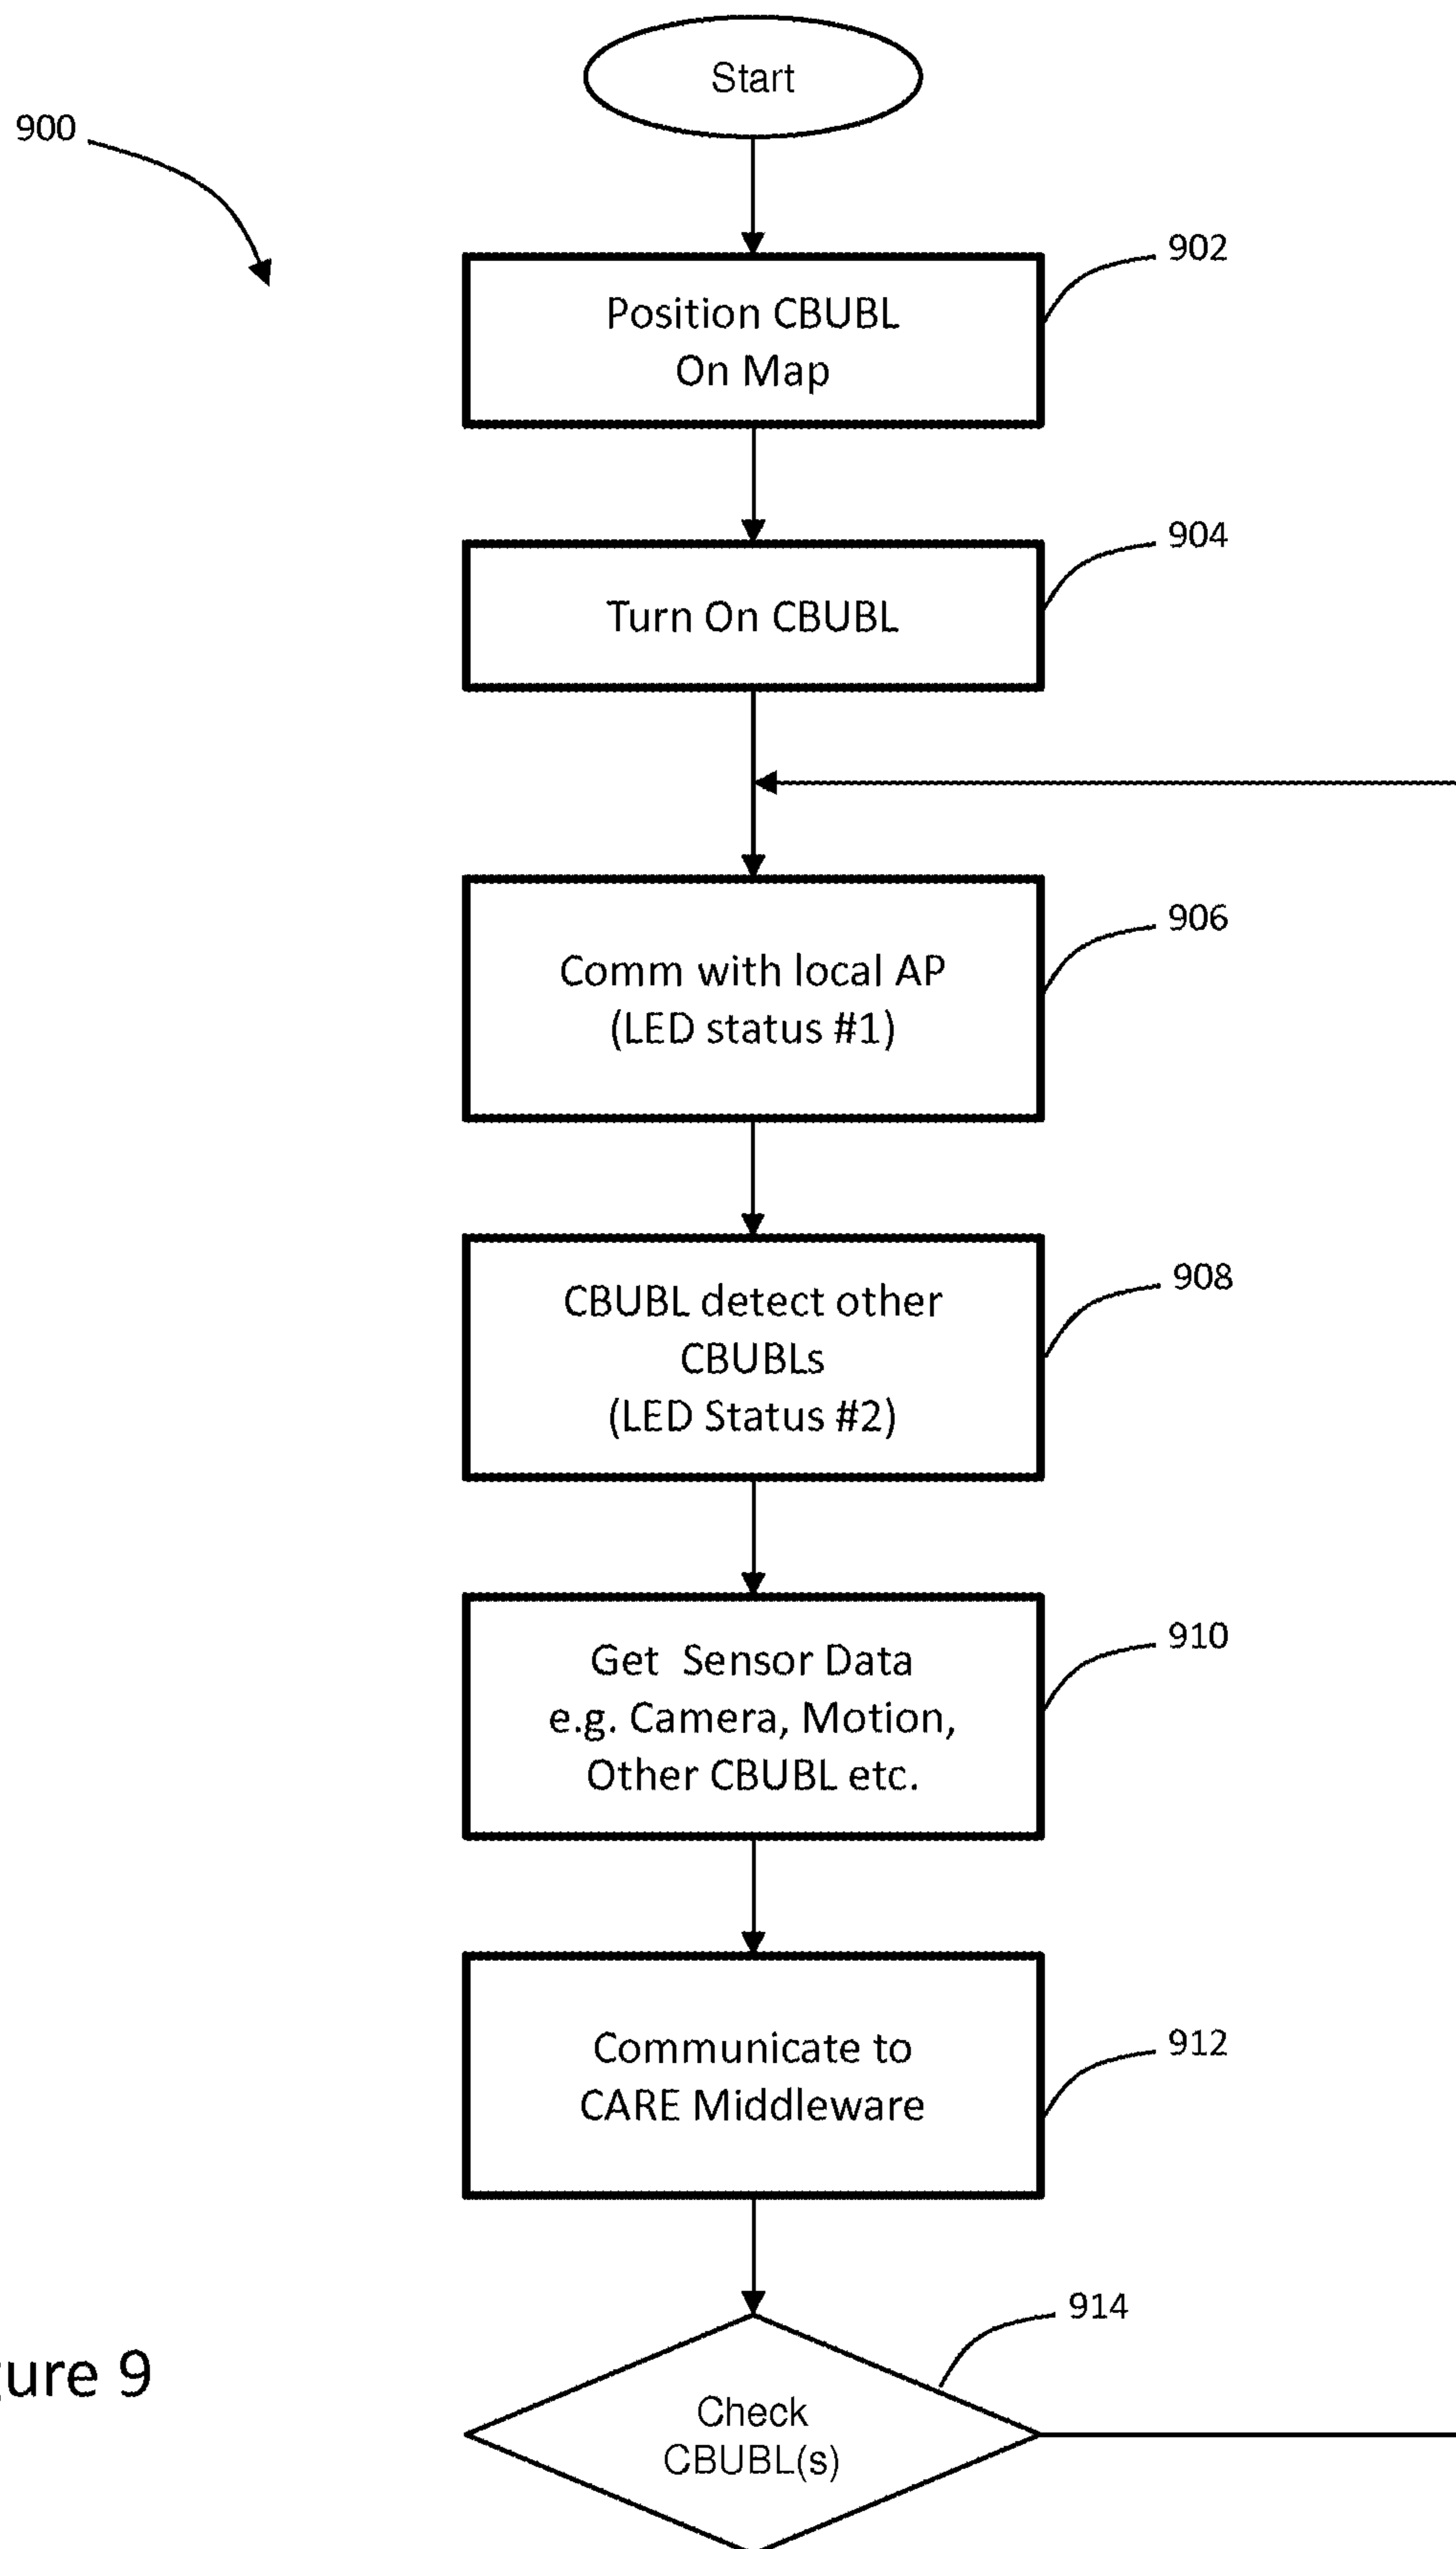 Start
900
902
Position CBUBL
On Map
904
Turn On CBUBL
906
Comm with local AP
(LED status #1)
908
CBUBL detect other
CBUBLs
(LED Status #2)
910
Get  Sensor Data
e.g. Camera, Motion,
Other CBUBL etc.
912
Communicate to
CARE Middleware
914
9
Check
CBUBL(s)